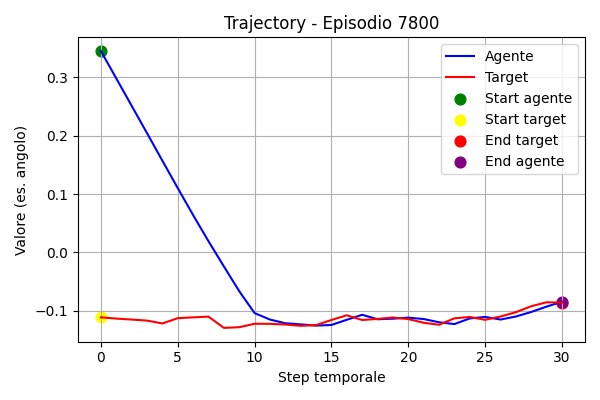 Trajectory - Episodio 7800
Valore (es. angolo)
0.3
0.2
0.1
0.0
−0.1
0
5
10
15
20
25
30
Step temporale
Agente
Target
Start agente
Start target
End target
End agente